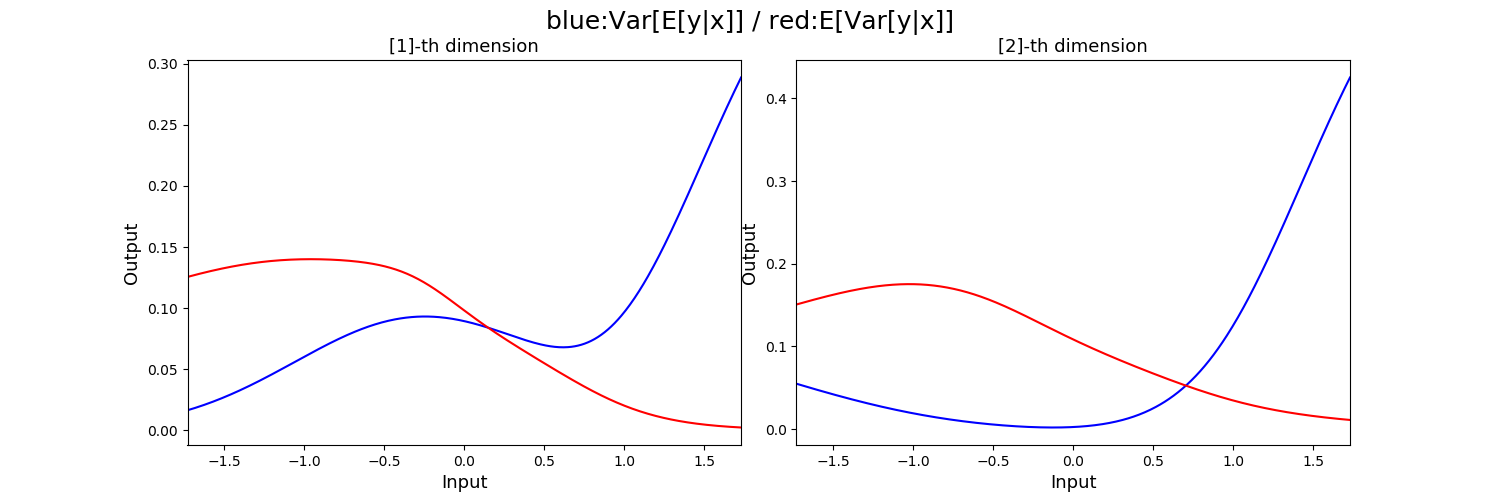 blue:Var[E[y|x]] / red:E[Var[y|x]]
[1]-th dimension
0.30
0.25
0.20
0.15
0.10
0.05
0.00
Output
−1.5 −1.0 −0.5 0.0 0.5 1.0 1.5
Input
[2]-th dimension
0.4
0.3
0.2
0.1
0.0
Output
−1.5 −1.0 −0.5 0.0 0.5 1.0 1.5
Input